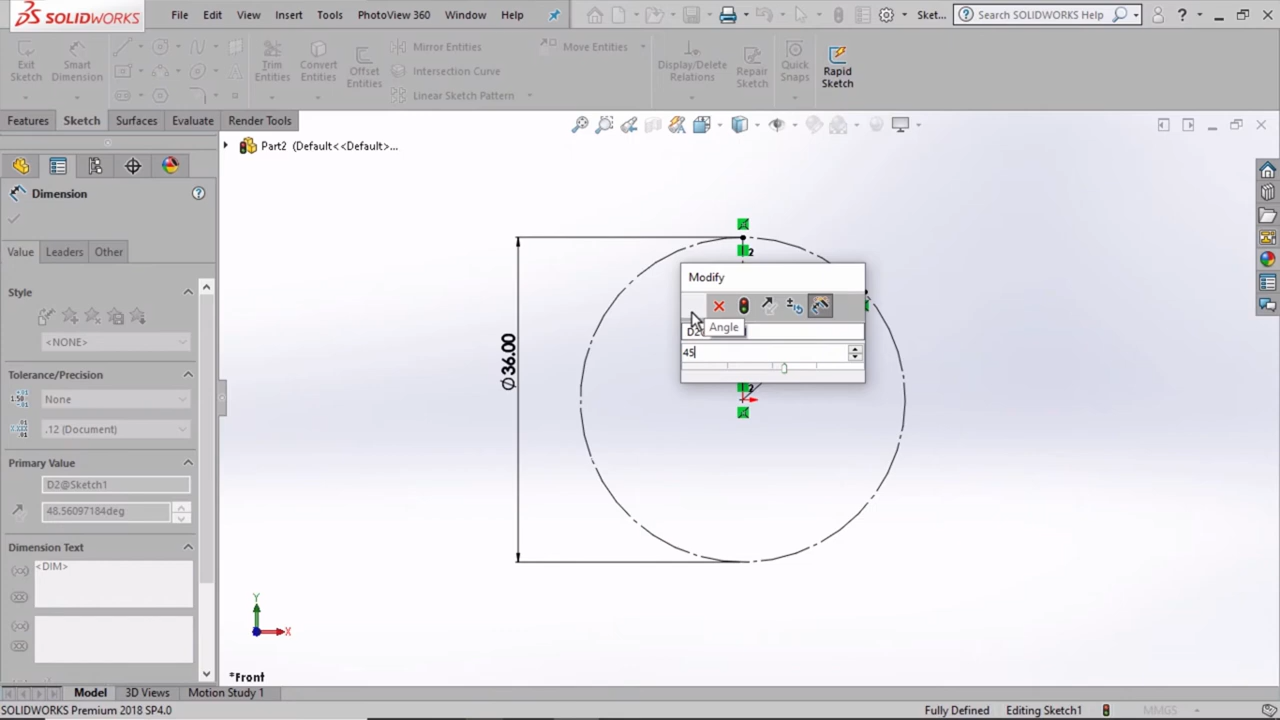 SOLIDWORKS File Edit View Insert Tools PhotoView 360 Window Help Sket... Search SOLIDWORKS Help
Exit Sketch
Smart Dimension
Trim Entities
Convert Entities
Offset Entities
Mirror Entities
Intersection Curve
Linear Sketch Pattern
Move Entities
Display/Delete Relations
Repair Sketch
Quick Snaps
Rapid Sketch
Features Sketch Surfaces Evaluate Render Tools
Part2 (Default<<Default>...
Dimension
Value Leaders Other
Style
<NONE>
Tolerance/Precision
None
.12 (Document)
Primary Value
D2@Sketch1
48.56097184deg
Dimension Text
<DIM>
2
Modify
Angle
45
2
∅36.00
Y
X
*Front
Model 3D Views Motion Study 1
SOLIDWORKS Premium 2018 SP4.0 Fully Defined Editing Sketch1 MMGS